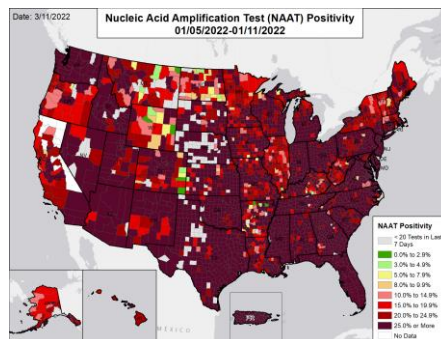 Date: 3/11/2022
Nucleic Acid Amplification Test (NAAT) Positivity
01/05/2022-01/11/2022
NAAT Positivity
< 20 Tests in Last
7 Days
0.0% to 2.9%
3.0% to 4.9%
5.0% to 7.9%
8.0% to 9.9%
10.0% to 14.9%
15.0% to 19.9%
20.0% to 24.9%
25.0% or More
No Data
MÉXICO
PR